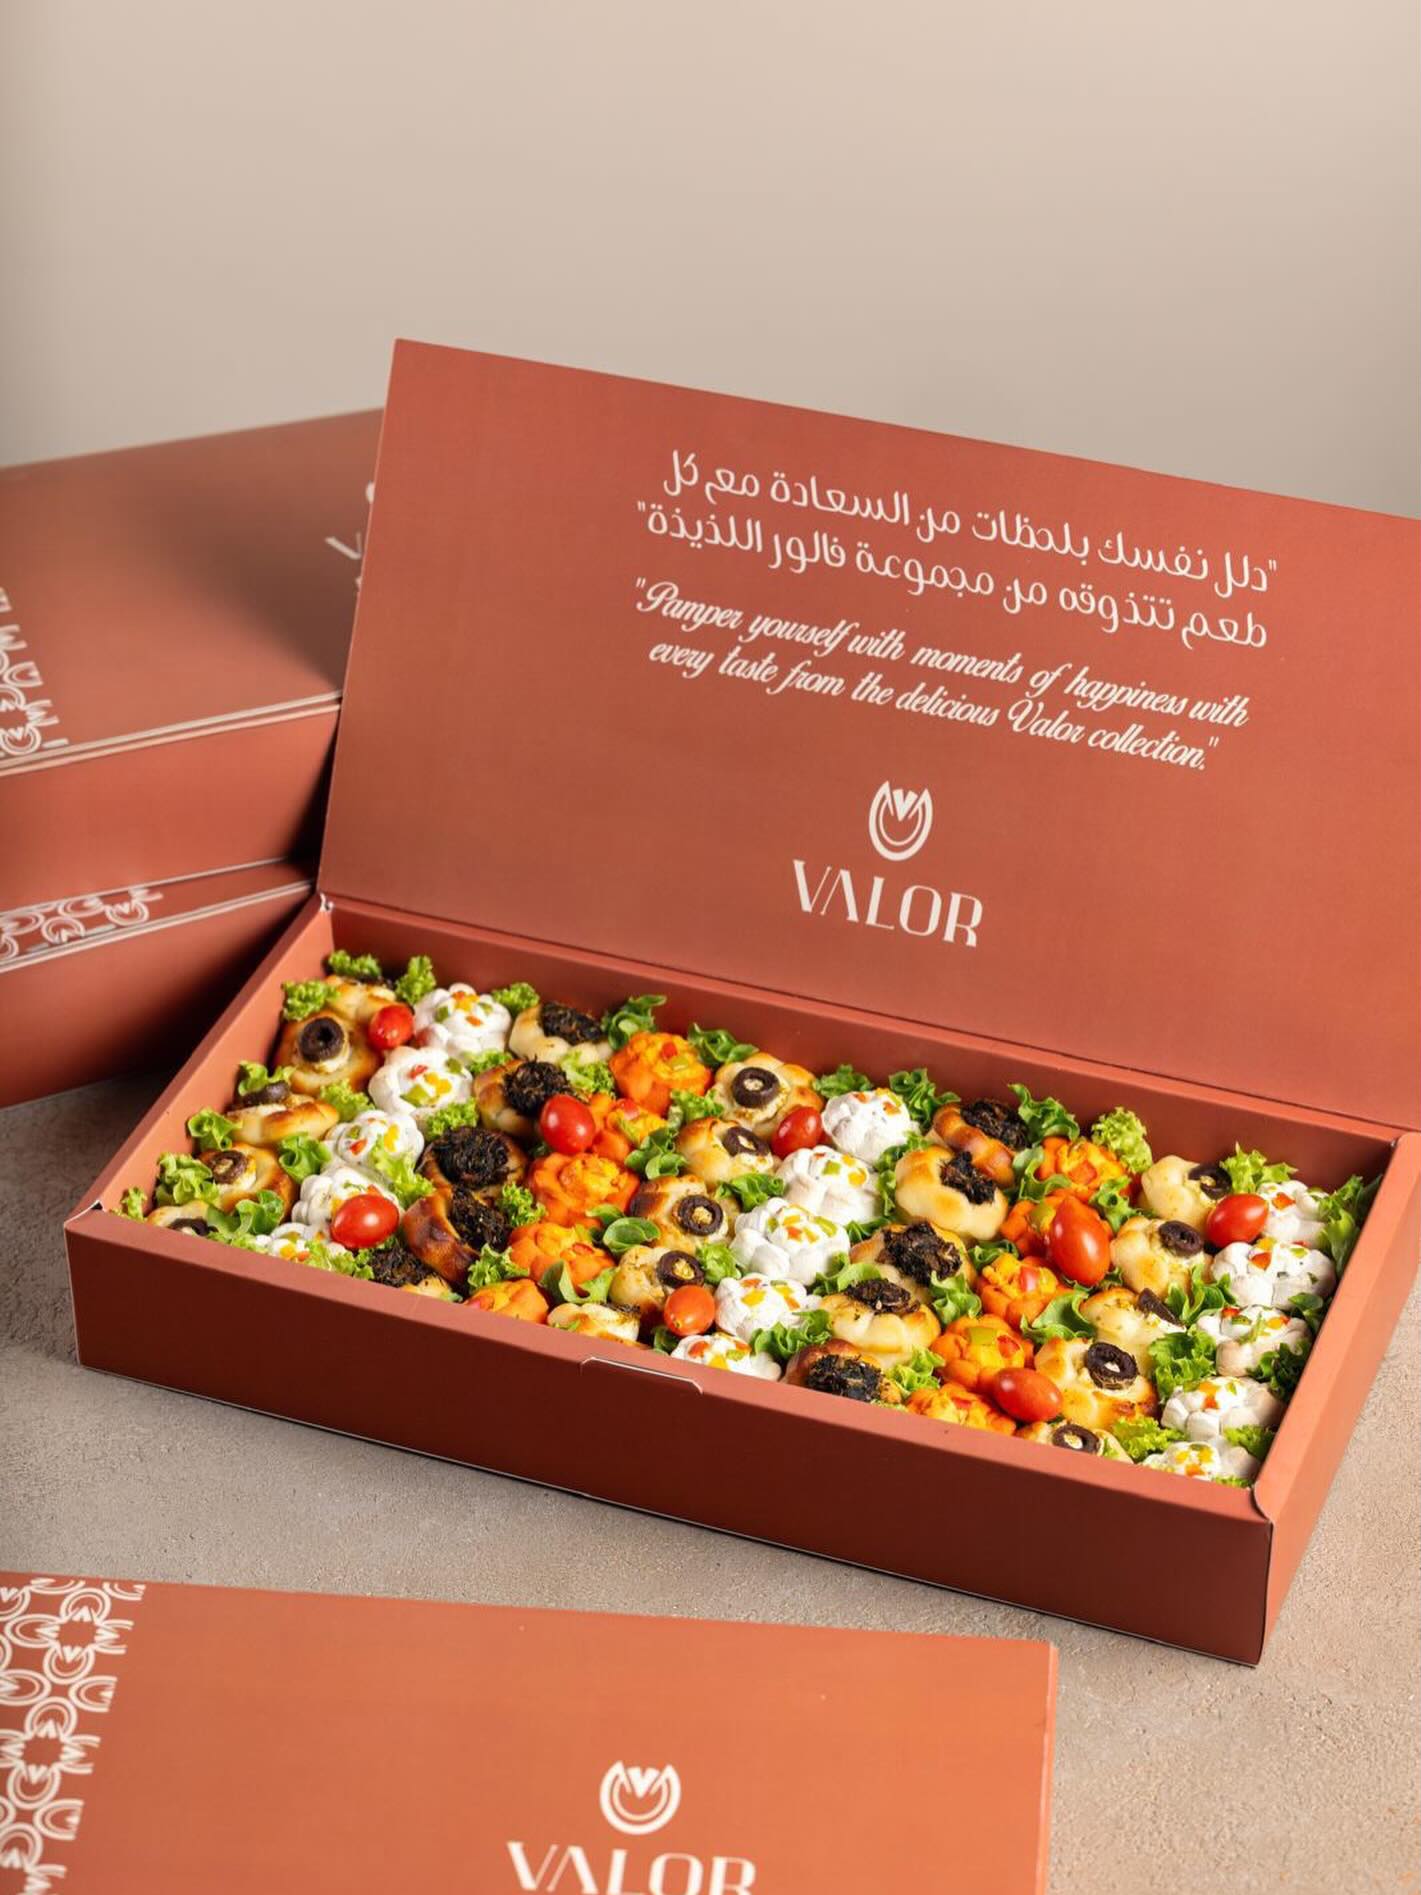 "دلل نفسك بلحظات من السعادة مع كل
طعم تتذوقه من مجموعة فالور اللذيذة"
"Pamper yourself with moments of happiness with
every taste from the delicious Valor collection."
VALOR
VALOR